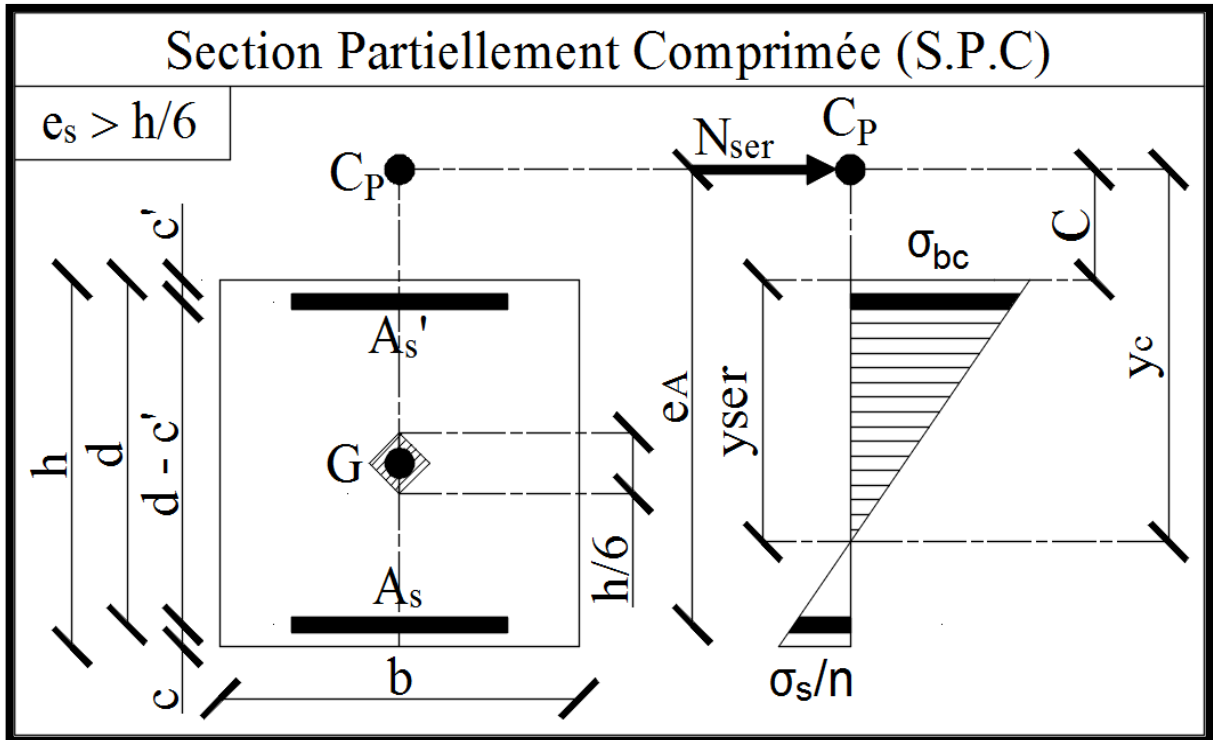 Section Partiellement Comprimée (S.P.C)
es > h/6
CP
Nser
CP
c'
C
σbc
As'
h
d
d - c'
eA
yser
yc
G
h/6
As
c
b
σs/n